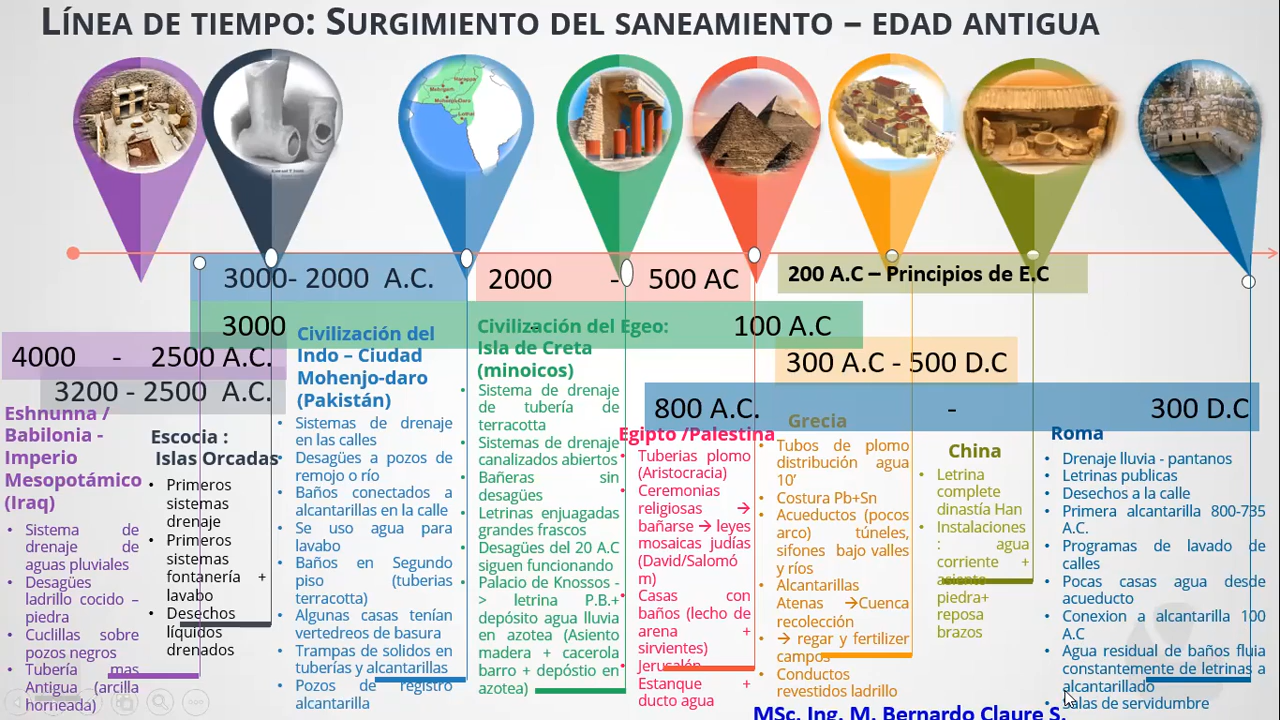 LÍNEA DE TIEMPO: SURGIMIENTO DEL SANEAMIENTO – EDAD ANTIGUA
3000- 2000 A.C.
2000 - 500 AC
200 A.C – Principios de E.C
3000 - 100 A.C
4000 - 2500 A.C.
300 A.C - 500 D.C
3200 - 2500 A.C.
800 A.C. - 300 D.C
Eshnunna /
Babilonia -
Imperio
Mesopotámico
(Iraq)
• Sistema de
drenaje de
aguas pluviales
• Desagües
ladrillo cocido –
piedra
• Cuclillas sobre
pozos negros
• Tubería mas
Antigua (arcilla
horneada)
Escocia :
Islas Orcadas
• Primeros
sistemas
drenaje
• Primeros
sistemas
fontanería +
lavabo
• Desechos
líquidos
drenados
Civilización del
Indo – Ciudad
Mohenjo-daro
(Pakistán)
• Sistemas de drenaje
en las calles
• Desagües a pozos de
remojo o río
• Baños conectados a
alcantarillas en la calle
• Se uso agua para
lavabo
• Baños en Segundo
piso (tuberias
terracotta)
• Algunas casas tenían
vertedreos de basura
• Trampas de solidos en
tuberías y alcantarillas
• Pozos de registro
alcantarilla
Civilización del Egeo:
Isla de Creta
(minoicos)
• Sistema de drenaje
de tubería de
terracotta
• Sistemas de drenaje
canalizados abiertos
• Bañeras sin
desagües
• Letrinas enjuagadas
grandes frascos
• Desagües del 20 A.C
siguen funcionando
• Palacio de Knossos -
> letrina P.B.+
depósito agua lluvia
en azotea (Asiento
madera + cacerola
barro + depóstio en
azotea)
Egipto /Palestina
• Tuberias plomo
(Aristocracia)
• Ceremonias
religiosas →
bañarse → leyes
mosaicas judías
(David/Salomó
m)
• Casas con
baños (lecho de
arena +
sirvientes)
• Jerusalén
Estanque +
ducto agua
Grecia
• Tubos de plomo
distribución agua
10’
• Costura Pb+Sn
• Acueductos (pocos
arco) túneles,
sifones bajo valles
y ríos
• Alcantarillas
Atenas →Cuenca
recolección
• → regar y fertilizer
campos
• Conductos
revestidos ladrillo
China
• Letrina
complete
dinastía Han
• Instalaciones
: agua
corriente +
asiento
piedra+
reposa
brazos
Roma
• Drenaje lluvia - pantanos
• Letrinas publicas
• Desechos a la calle
• Primera alcantarilla 800-735
A.C.
• Programas de lavado de
calles
• Pocas casas agua desde
acueducto
• Conexion a alcantarilla 100
A.C
• Agua residual de baños fluia
constantemente de letrinas a
alcantarillado
• Salas de servidumbre
MSc. Ing. M. Bernardo Claure S.